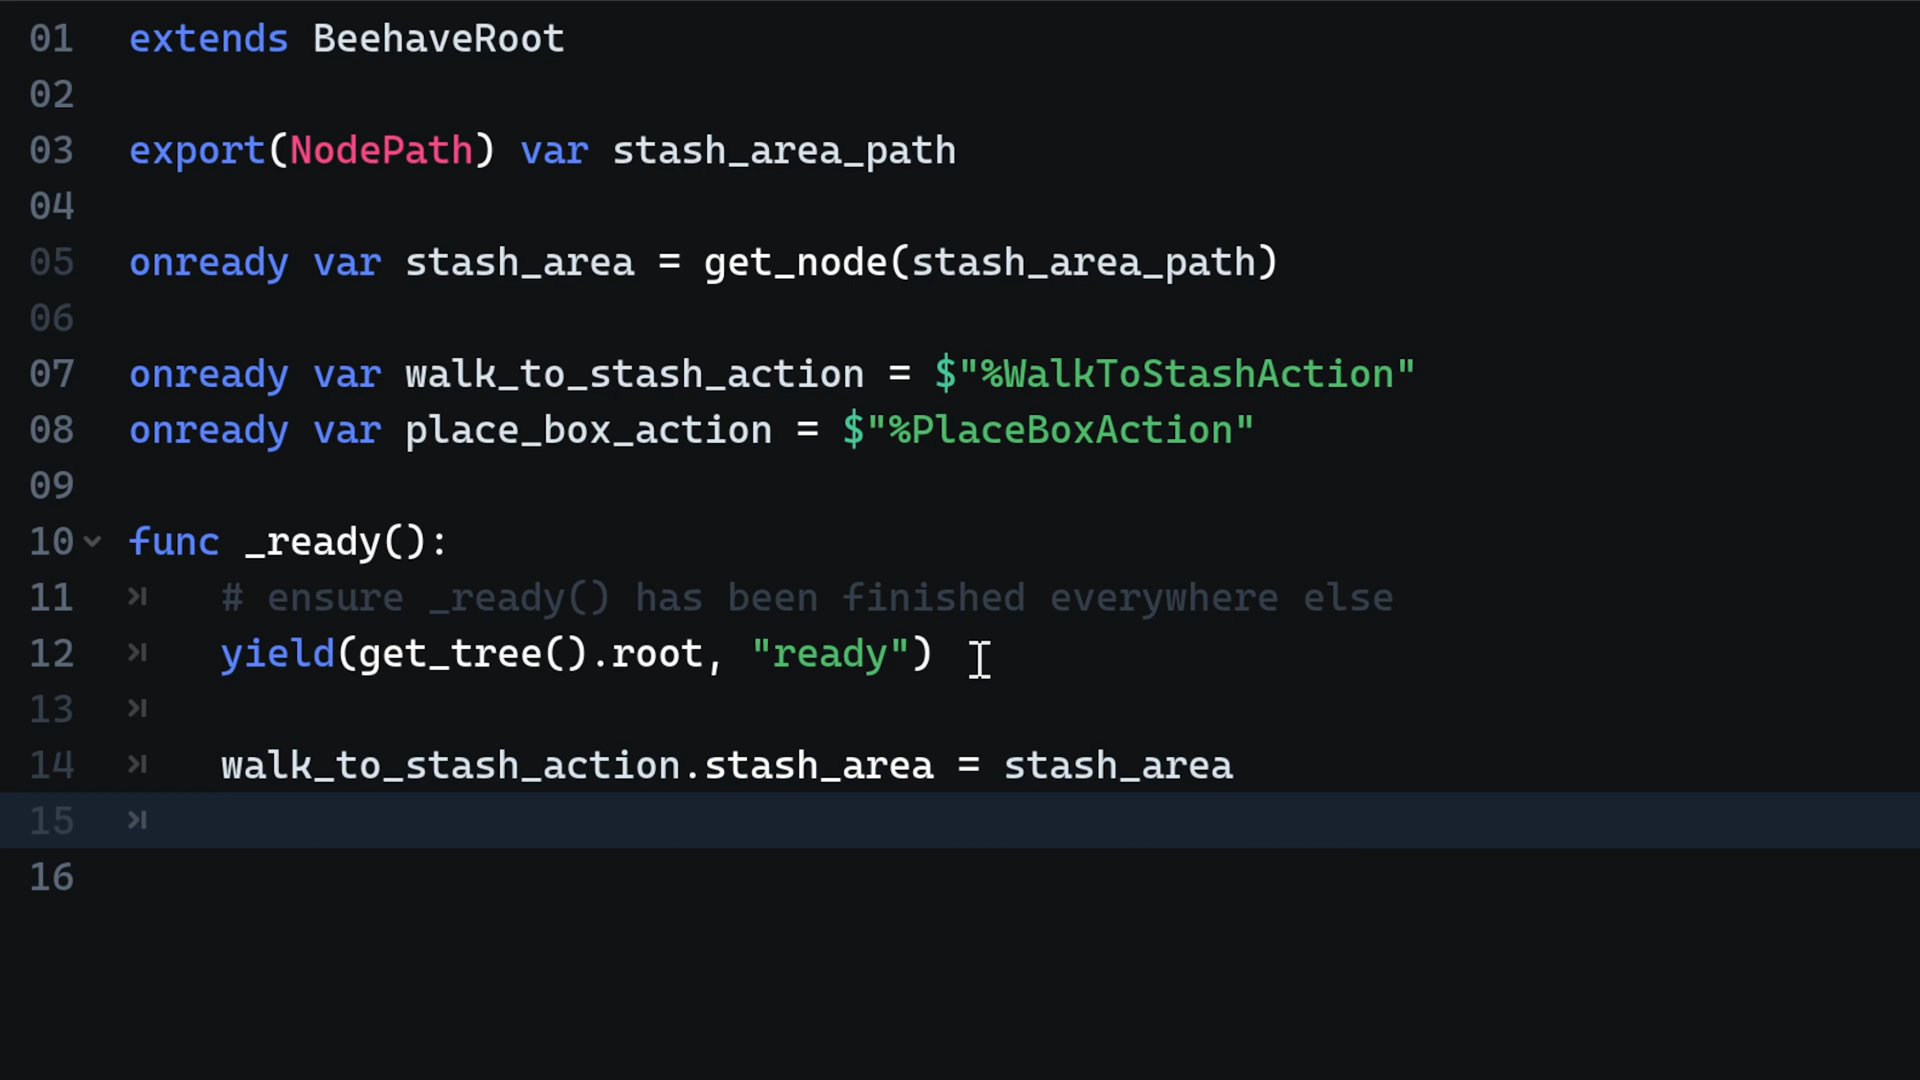 01 extends BeehaveRoot
02
03 export(NodePath) var stash_area_path
04
05 onready var stash_area = get_node(stash_area_path)
06
07 onready var walk_to_stash_action = $"%WalkToStashAction"
08 onready var place_box_action = $"%PlaceBoxAction"
09
10 func _ready():
11 # ensure _ready() has been finished everywhere else
12 yield(get_tree().root, "ready")
13
14 walk_to_stash_action.stash_area = stash_area
15
16